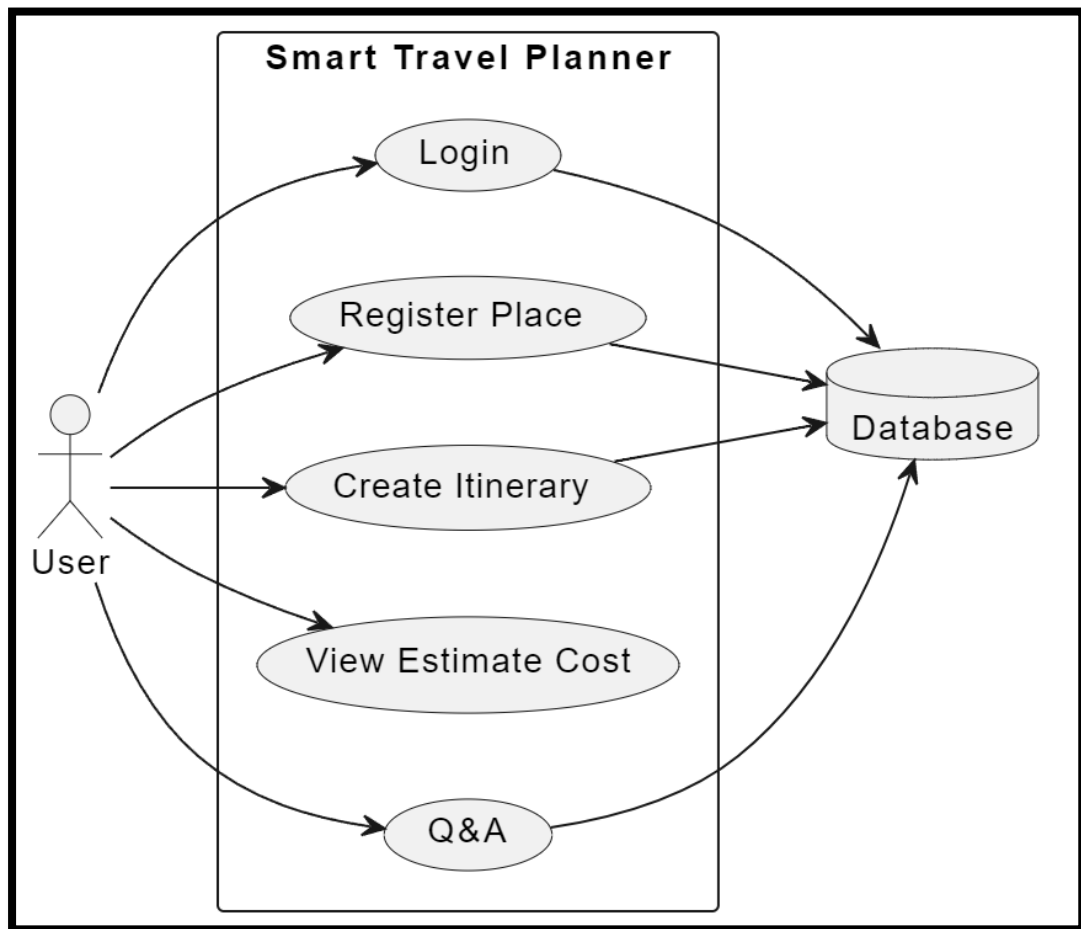 Smart Travel Planner
Login
Register Place
Database
Create Itinerary
User
View Estimate Cost
Q&A